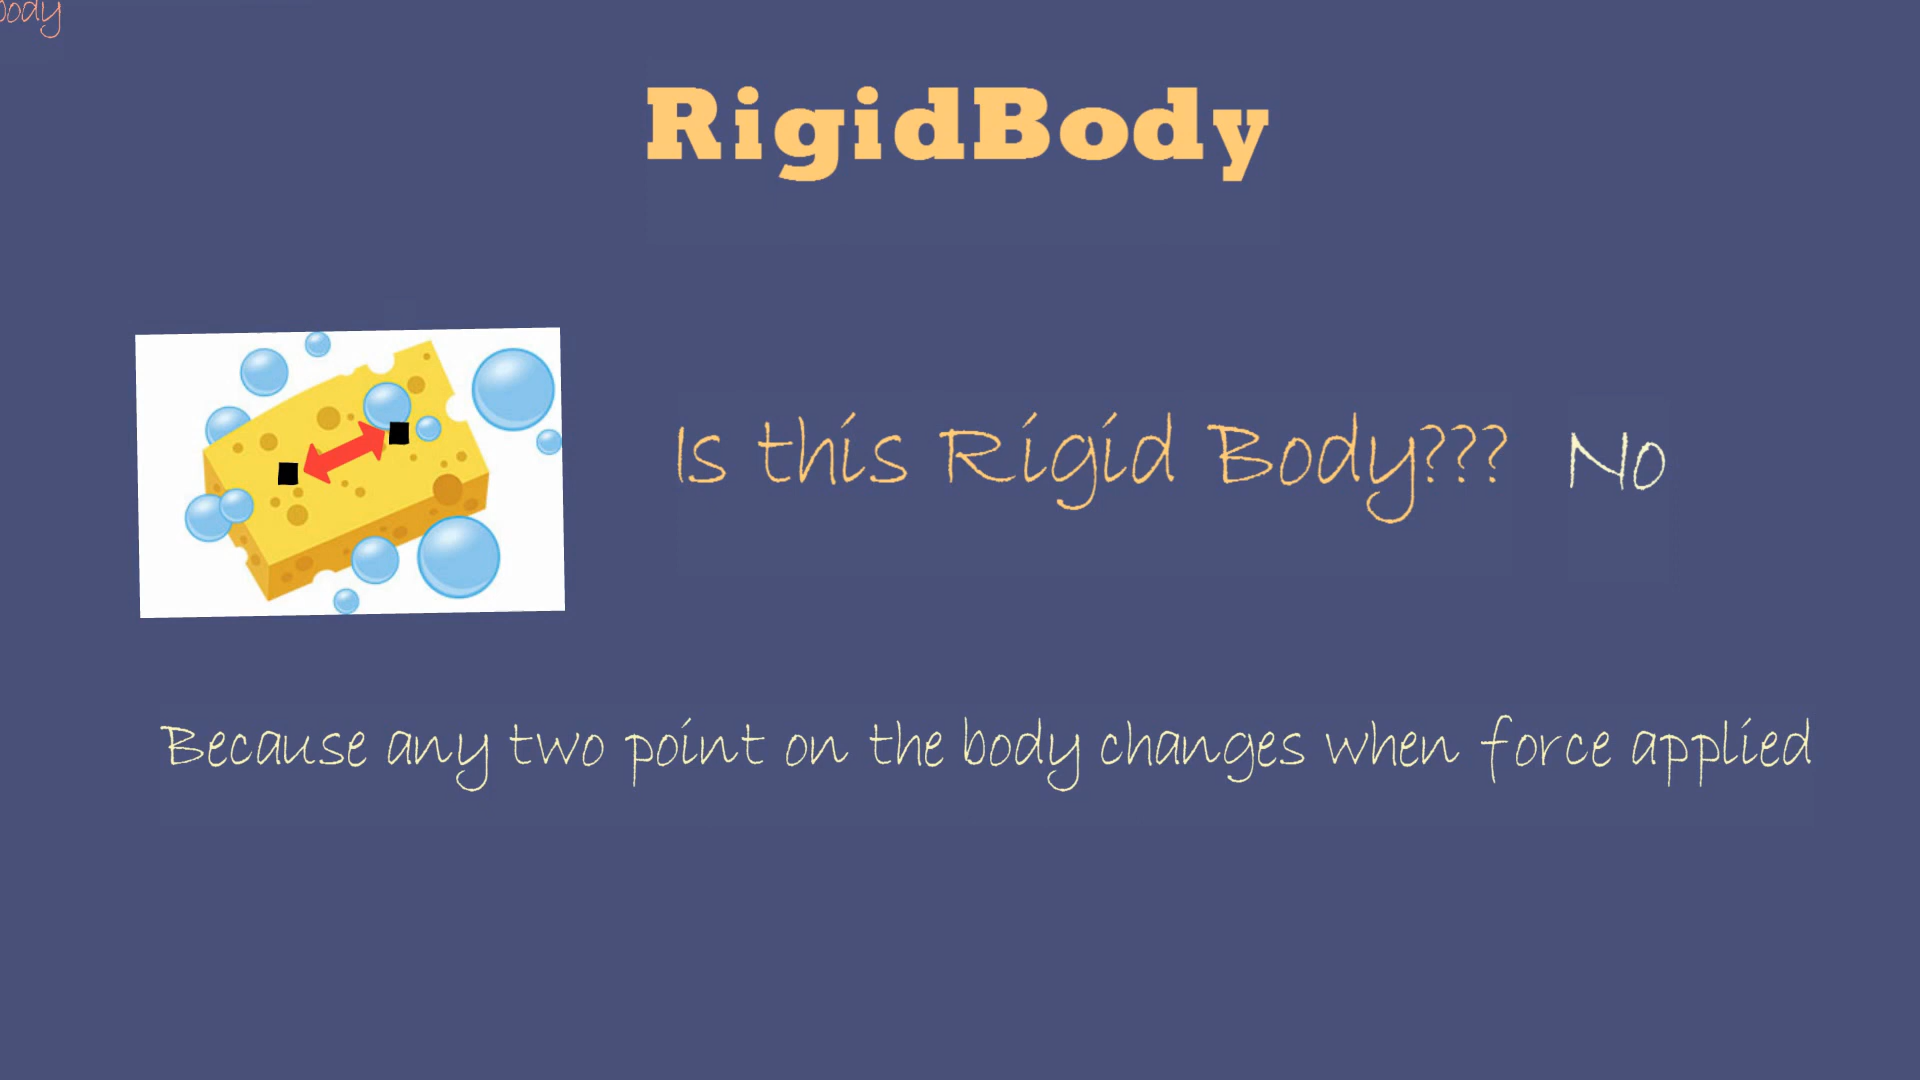 body
RigidBody
Is this Rigid Body??? No
Because any two point on the body changes when force applied